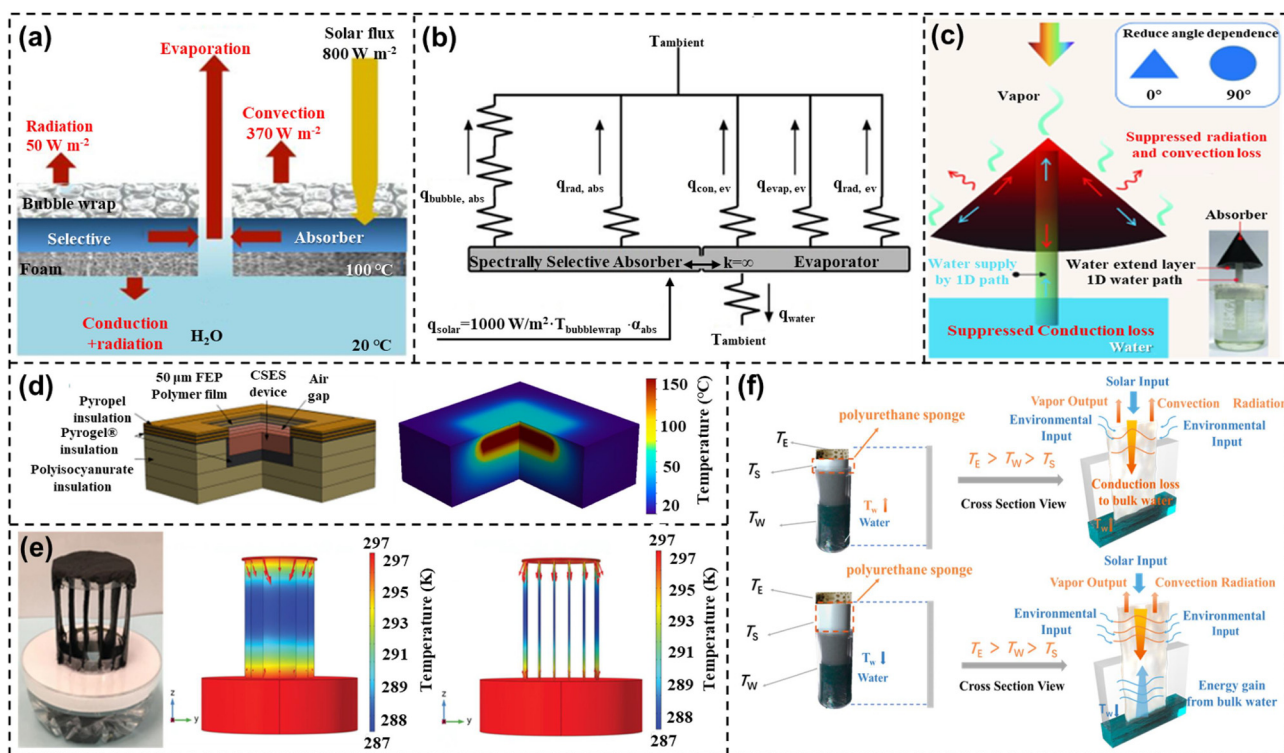 (a)
Evaporation
Solar flux
800 W m⁻²
Radiation
50 W m⁻²
Convection
370 W m⁻²
Bubble wrap
Selective
Absorber
Foam
100 °C
Conduction
+radiation
H₂O
20 °C
(b)
Tambient
qbubble, abs
qrad, abs
qcon, ev
qevap, ev
qrad, ev
Spectrally Selective Absorber
k=∞
Evaporator
qsolar=1000 W/m²·Tbubblewrap ·αabs
qwater
Tambient
(c)
Reduce angle dependence
0°
90°
Vapor
Suppressed radiation
and convection loss
Absorber
Water supply
by 1D path
Water extend layer
1D water path
Suppressed Conduction loss
Water
(d)
50 μm FEP
Polymer film
CSES
device
Air
gap
Pyropel
insulation
Pyrogel®
insulation
Polyisocyanurate
insulation
150
100
50
20
Temperature (°C)
(e)
297
297
295
293
291
289
288
287
Temperature (K)
z
y
297
297
295
293
291
289
288
287
Temperature (K)
z
y
(f)
polyurethane sponge
TE
TS
TW
Tw
Water
TE > TW > TS
Cross Section View
Solar Input
Vapor Output
Convection
Radiation
Environmental
Input
Environmental
Input
Conduction loss
to bulk water
Tw
polyurethane sponge
TE
TS
TW
Tw
Water
TE > TW > TS
Cross Section View
Solar Input
Vapor Output
Convection Radiation
Environmental
Input
Environmental
Input
Energy gain
from bulk water
Tw